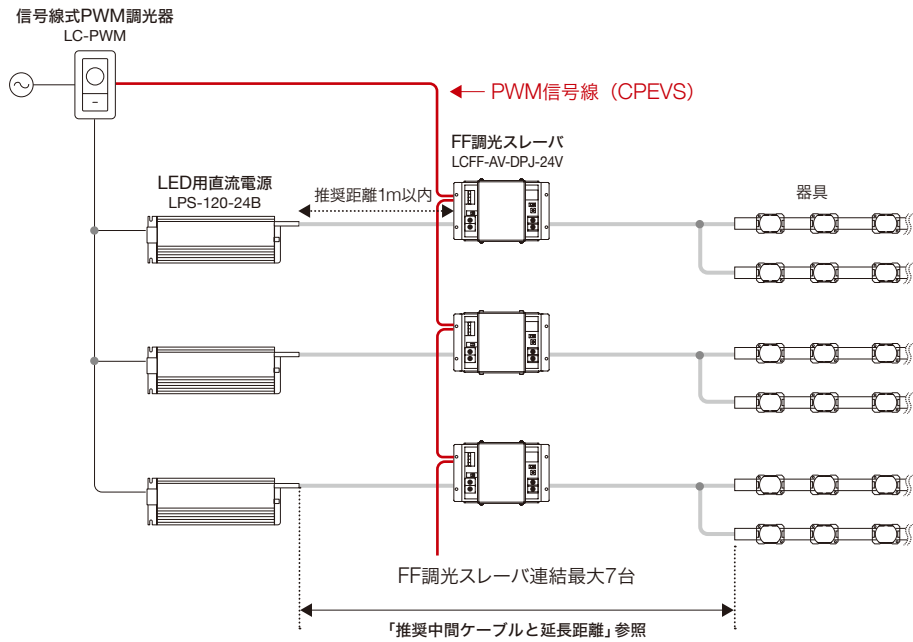 信号線式PWM調光器
LC-PWM
PWM信号線（CPEVS）
FF調光スレーバ
LCFF-AV-DPJ-24V
LED用直流電源
LPS-120-24B
推奨距離1m以内
器具
FF調光スレーバ連結最大7台
「推奨中間ケーブルと延長距離」参照